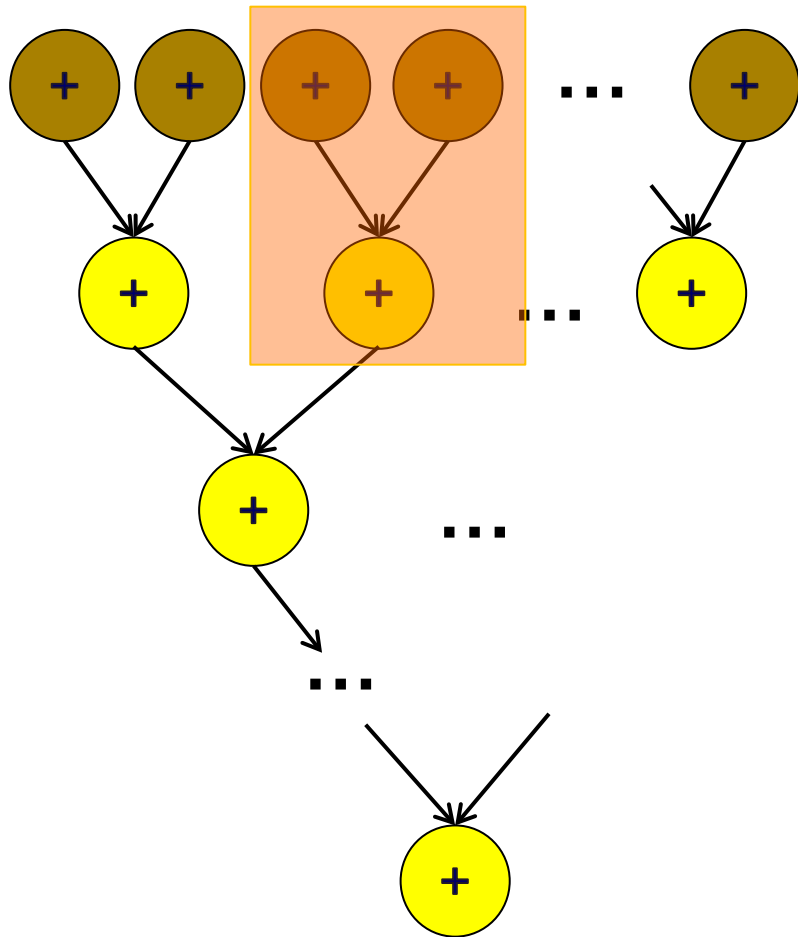 + + + + ... +
+ + ... +
+ ...
...
+